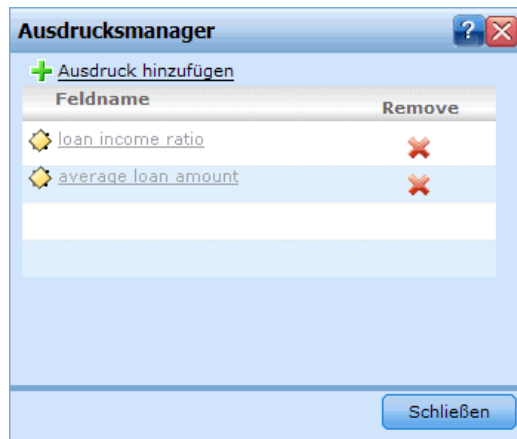 Ausdrucksmanager ?
Ausdruck hinzufügen
Feldname Remove
loan income ratio
average loan amount
Schließen